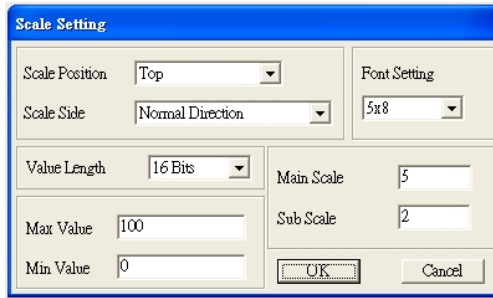 Scale Setting
Scale Position Top
Scale Side Normal Direction
Font Setting
5x8
Value Length 16 Bits
Max Value 100
Min Value 0
Main Scale 5
Sub Scale 2
OK Cancel